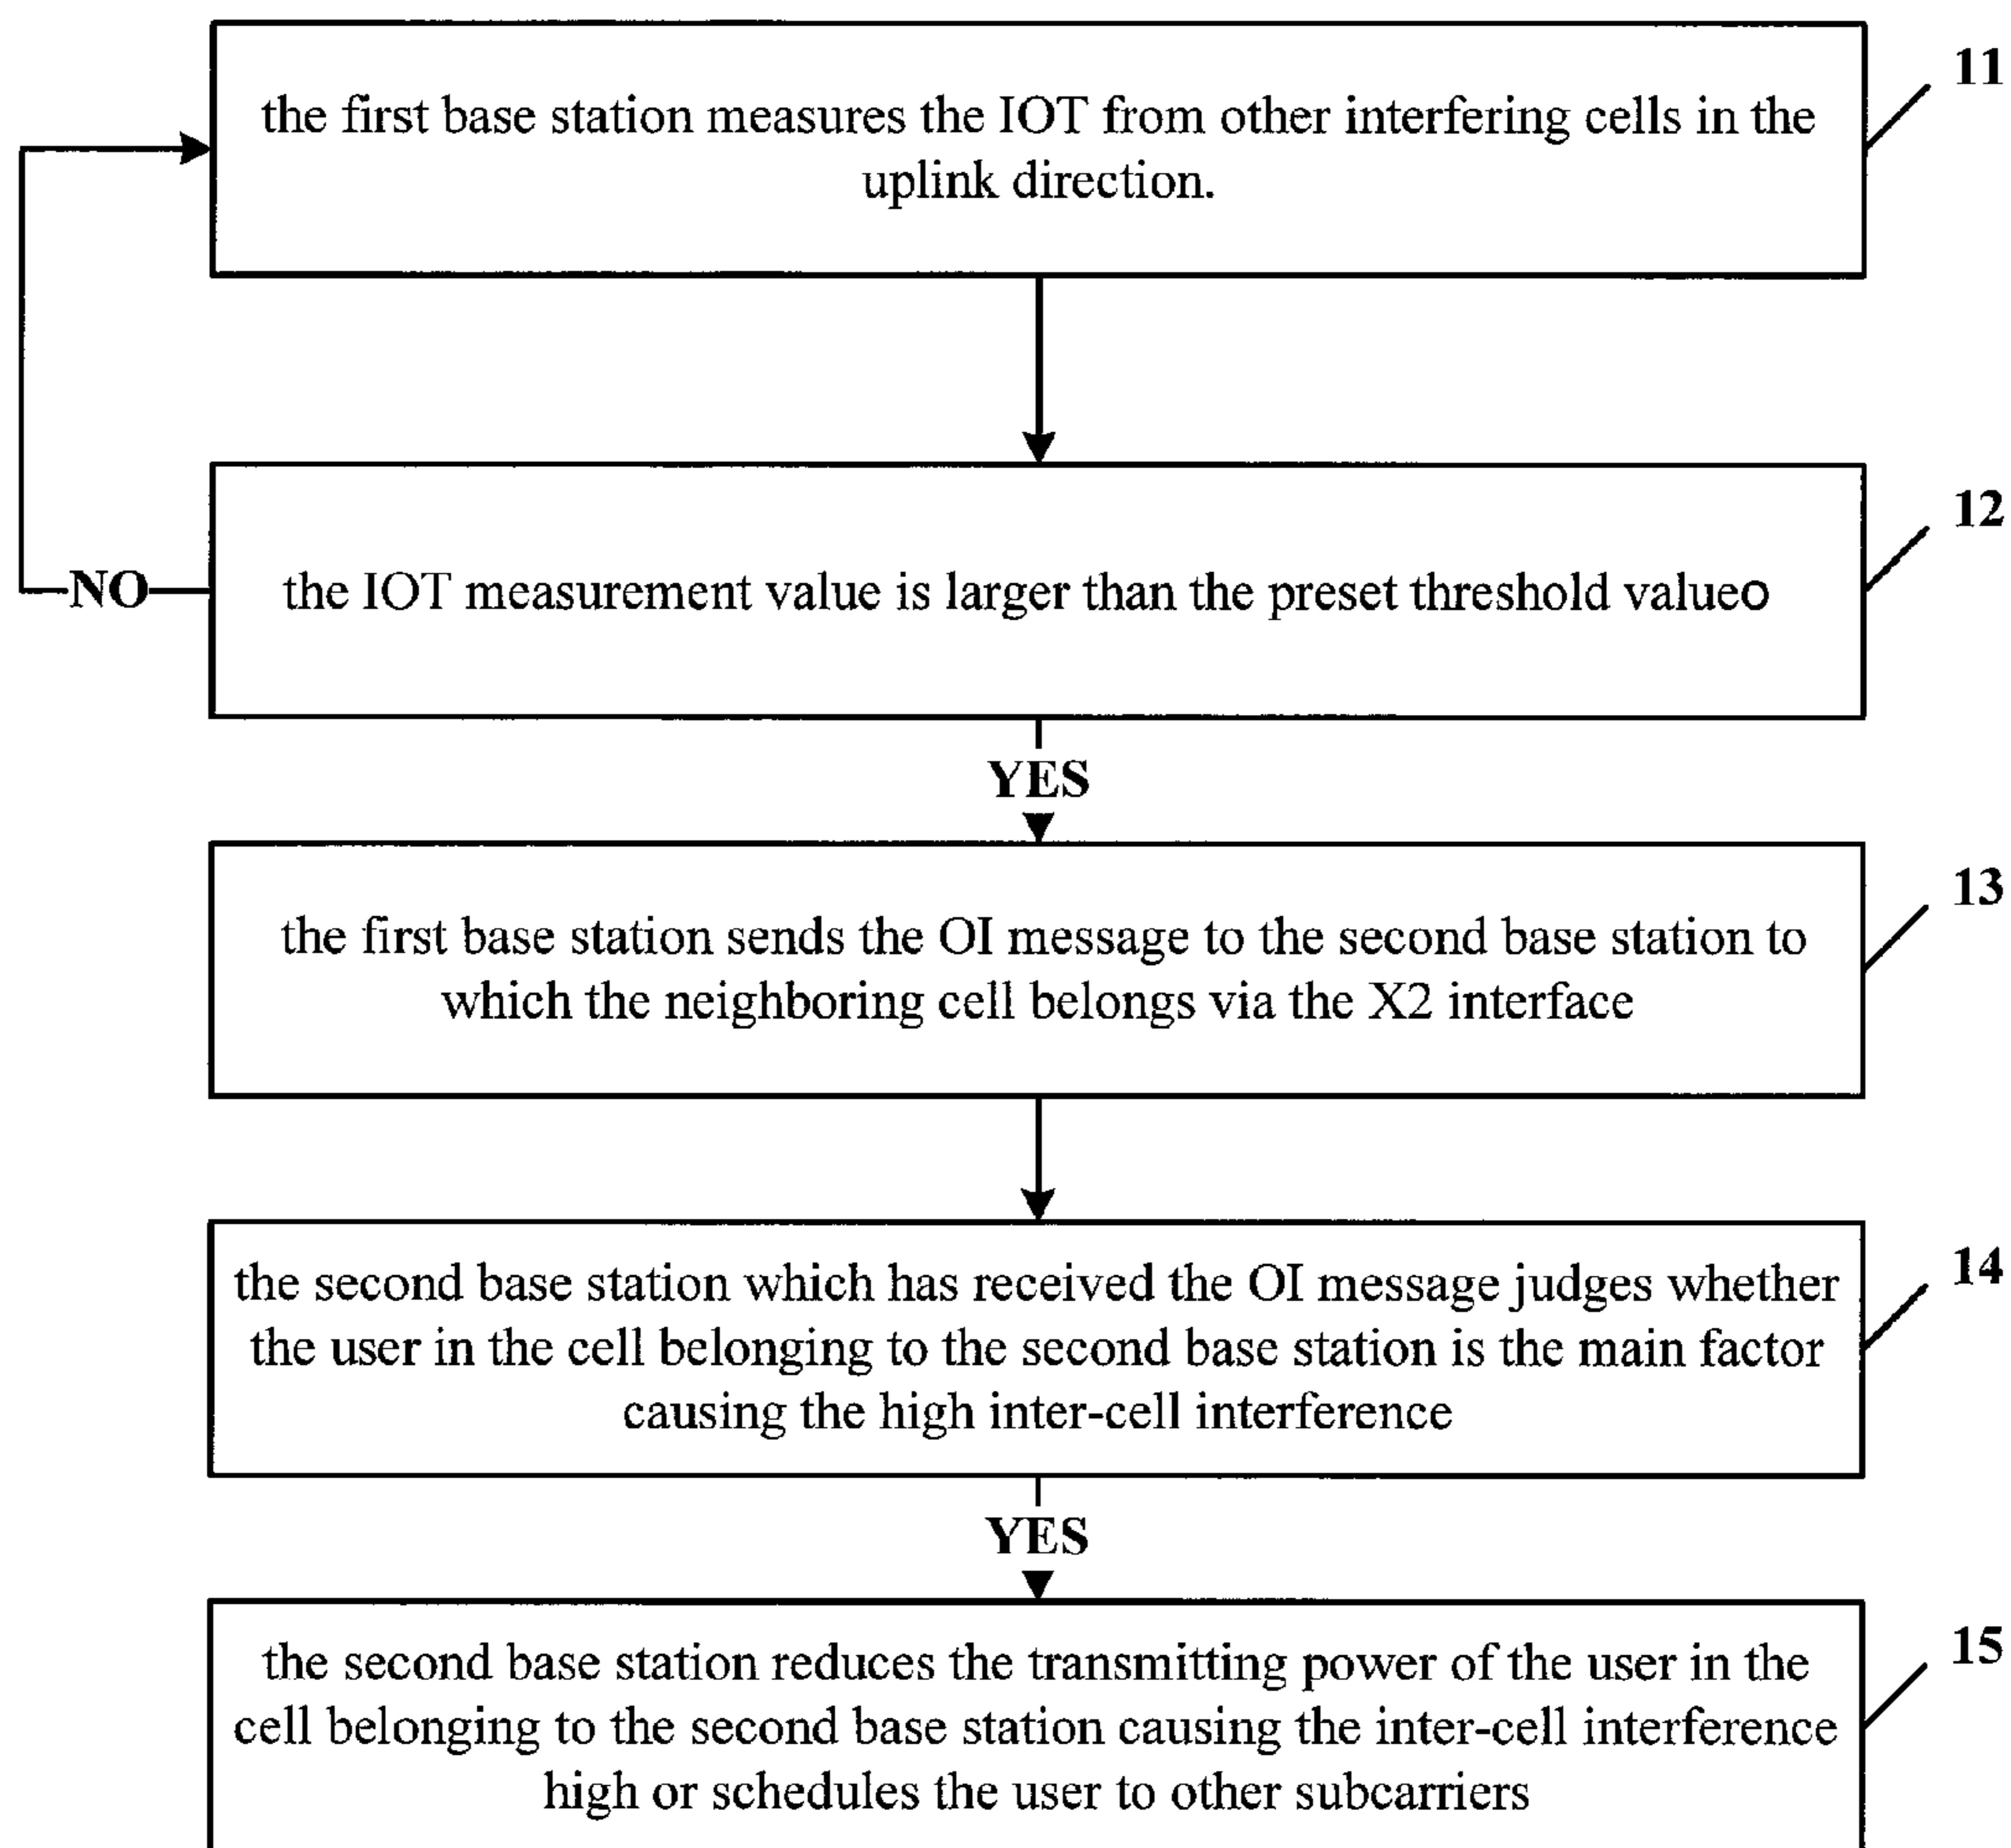 the first base station measures the IOT from other interfering cells in the
uplink direction.
11
the IOT measurement value is larger than the preset threshold valueo
12
NO
YES
the first base station sends the OI message to the second base station to
which the neighboring cell belongs via the X2 interface
13
the second base station which has received the OI message judges whether
the user in the cell belonging to the second base station is the main factor
causing the high inter-cell interference
14
YES
the second base station reduces the transmitting power of the user in the
cell belonging to the second base station causing the inter-cell interference
high or schedules the user to other subcarriers
15